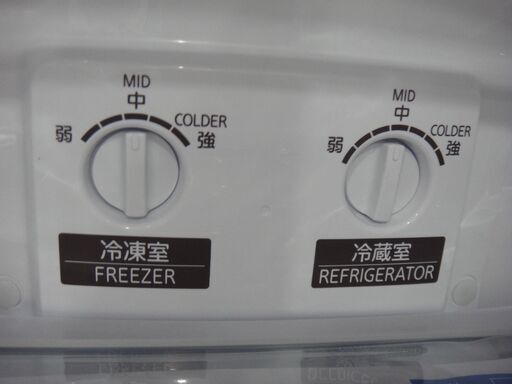 MID
中
COLDER
弱
強
冷凍室
FREEZER
MID
中
COLDER
弱
強
冷蔵室
REFRIGERATOR